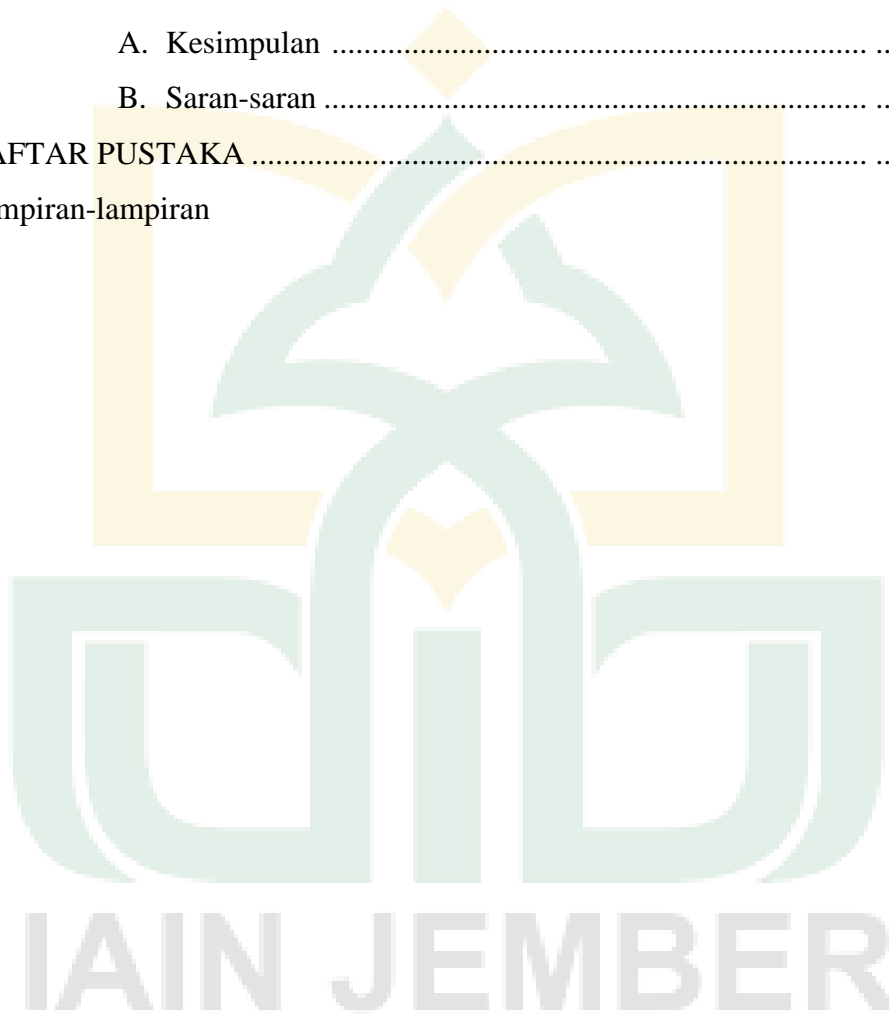 A. Kesimpulan ................................................................... ..
B. Saran-saran .................................................................... ..
AFTAR PUSTAKA ............................................................................. ..
mpiran-lampiran
IAIN JEMBER